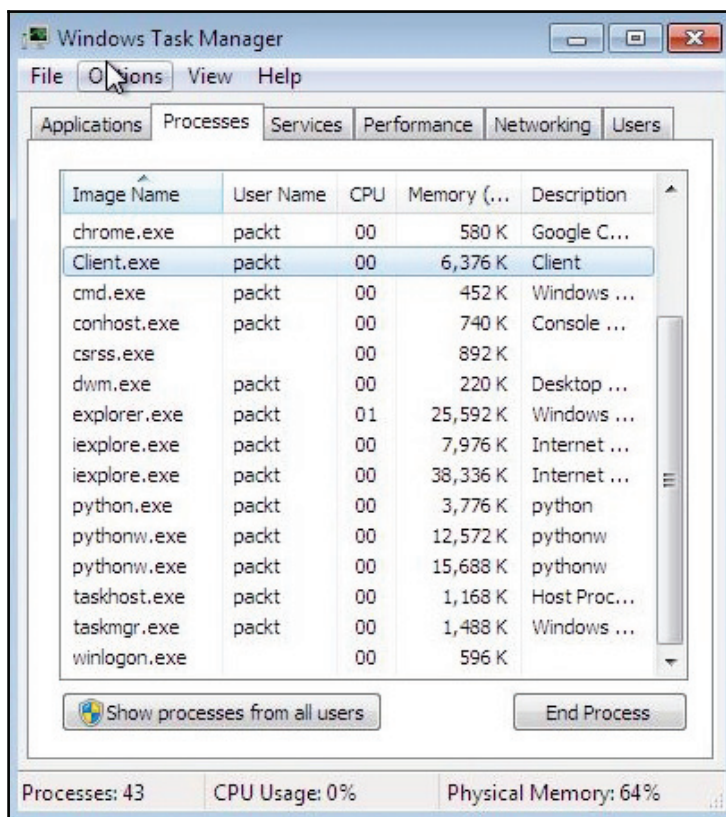 Windows Task Manager
File Options View Help
Applications Processes Services Performance Networking Users
Image Name User Name CPU Memory (... Description
chrome.exe packt 00 580 K Google C...
Client.exe packt 00 6,376 K Client
cmd.exe packt 00 452 K Windows ...
conhost.exe packt 00 740 K Console ...
csrss.exe 00 892 K
dwm.exe packt 00 220 K Desktop ...
explorer.exe packt 01 25,592 K Windows ...
iexplore.exe packt 00 7,976 K Internet ...
iexplore.exe packt 00 38,336 K Internet ...
python.exe packt 00 3,776 K python
pythonw.exe packt 00 12,572 K pythonw
pythonw.exe packt 00 15,688 K pythonw
taskhost.exe packt 00 1,168 K Host Proc...
taskmgr.exe packt 00 1,488 K Windows ...
winlogon.exe 00 596 K
Show processes from all users End Process
Processes: 43 CPU Usage: 0% Physical Memory: 64%